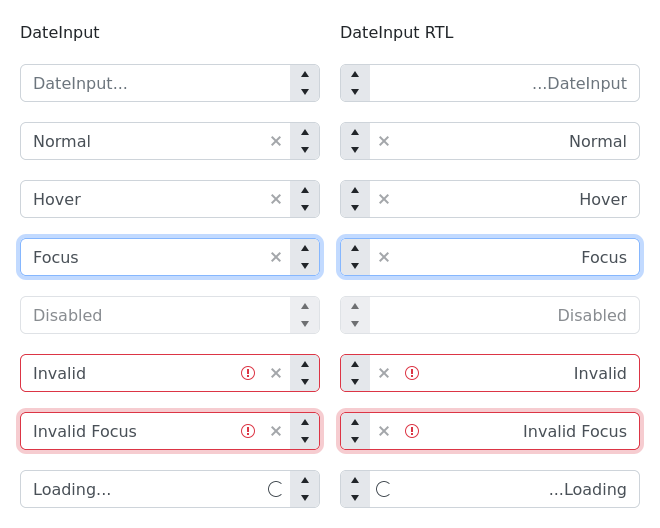 DateInput
DateInput RTL
DateInput...
...DateInput
Normal
Normal
Hover
Hover
Focus
Focus
Disabled
Disabled
Invalid
Invalid
Invalid Focus
Invalid Focus
Loading...
...Loading